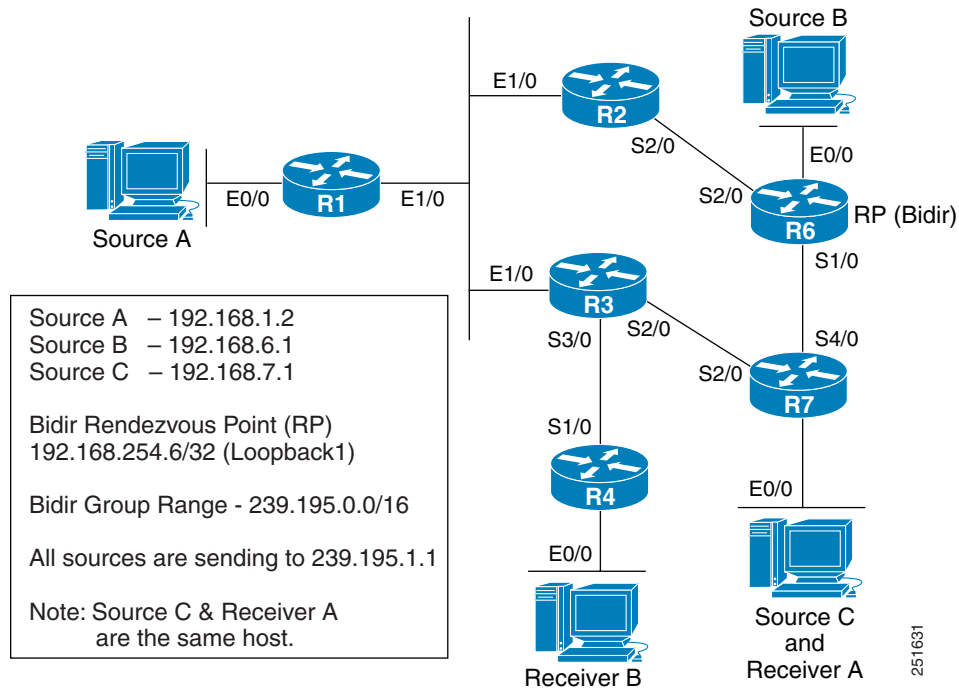 Source B
E1/0
R2
S2/0
E0/0
S2/0
R6
RP (Bidir)
E0/0
R1
E1/0
Source A
S1/0
E1/0
R3
S3/0
S2/0
S4/0
S2/0
R7
Source A – 192.168.1.2
Source B – 192.168.6.1
Source C – 192.168.7.1
Bidir Rendezvous Point (RP)
192.168.254.6/32 (Loopback1)
Bidir Group Range - 239.195.0.0/16
All sources are sending to 239.195.1.1
Note: Source C & Receiver A
are the same host.
S1/0
R4
E0/0
E0/0
Receiver B
Source C
and
Receiver A
251631